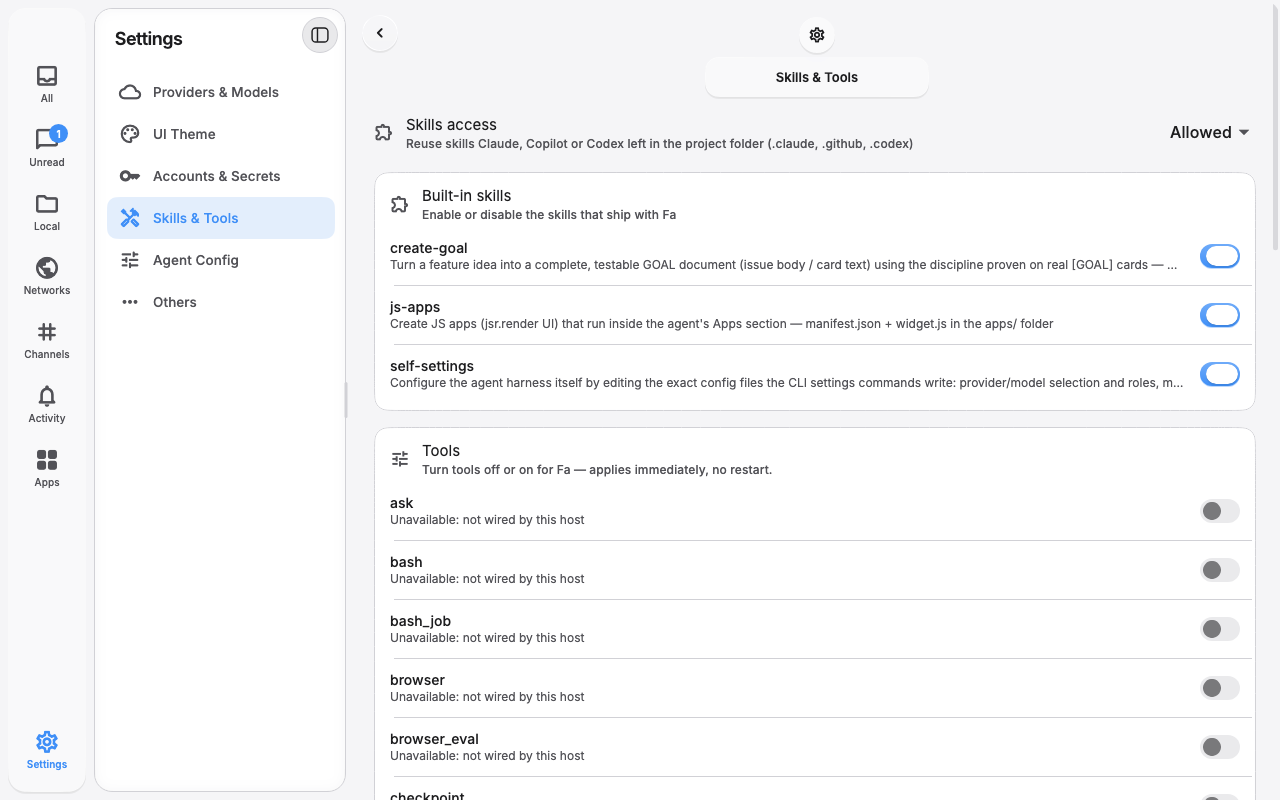 All
1
Unread
Local
Networks
Channels
Activity
Apps
Settings
Settings
Providers & Models
UI Theme
Accounts & Secrets
Skills & Tools
Agent Config
Others
Skills & Tools
Skills access
Reuse skills Claude, Copilot or Codex left in the project folder (.claude, .github, .codex)
Allowed
Built-in skills
Enable or disable the skills that ship with Fa
create-goal
Turn a feature idea into a complete, testable GOAL document (issue body / card text) using the discipline proven on real [GOAL] cards — ...
js-apps
Create JS apps (jsr.render UI) that run inside the agent's Apps section — manifest.json + widget.js in the apps/ folder
self-settings
Configure the agent harness itself by editing the exact config files the CLI settings commands write: provider/model selection and roles, m...
Tools
Turn tools off or on for Fa — applies immediately, no restart.
ask
Unavailable: not wired by this host
bash
Unavailable: not wired by this host
bash_job
Unavailable: not wired by this host
browser
Unavailable: not wired by this host
browser_eval
Unavailable: not wired by this host
checkpoint